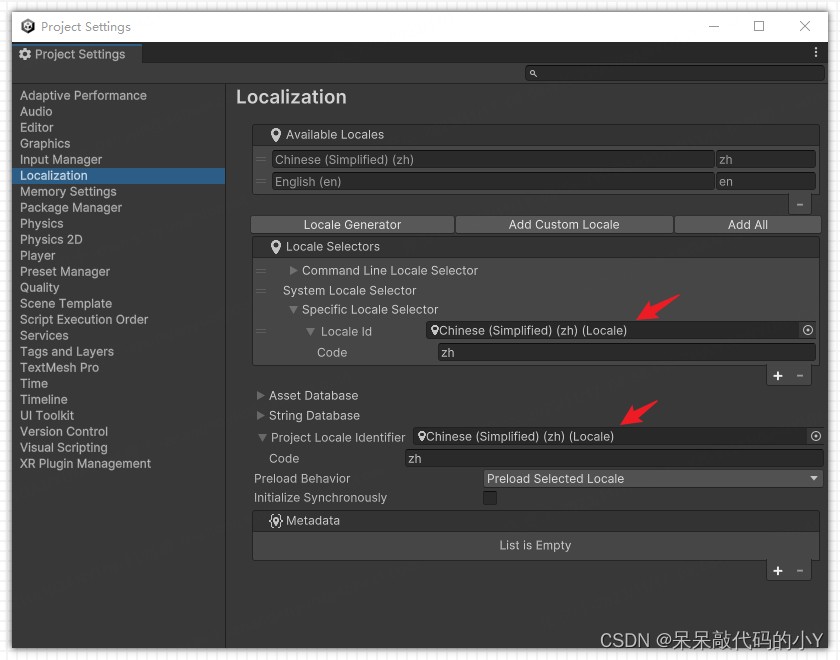 Project Settings
Project Settings
Adaptive Performance
Audio
Editor
Graphics
Input Manager
Localization
Memory Settings
Package Manager
Physics
Physics 2D
Player
Preset Manager
Quality
Scene Template
Script Execution Order
Services
Tags and Layers
TextMesh Pro
Time
Timeline
UI Toolkit
Version Control
Visual Scripting
XR Plugin Management
Localization
Available Locales
Chinese (Simplified) (zh) zh
English (en) en
Locale Generator Add Custom Locale Add All
Locale Selectors
Command Line Locale Selector
System Locale Selector
Specific Locale Selector
Locale Id Chinese (Simplified) (zh) (Locale)
Code zh
Asset Database
String Database
Project Locale Identifier Chinese (Simplified) (zh) (Locale)
Code zh
Preload Behavior Preload Selected Locale
Initialize Synchronously
Metadata
List is Empty
CSDN @呆呆敲代码的小Y